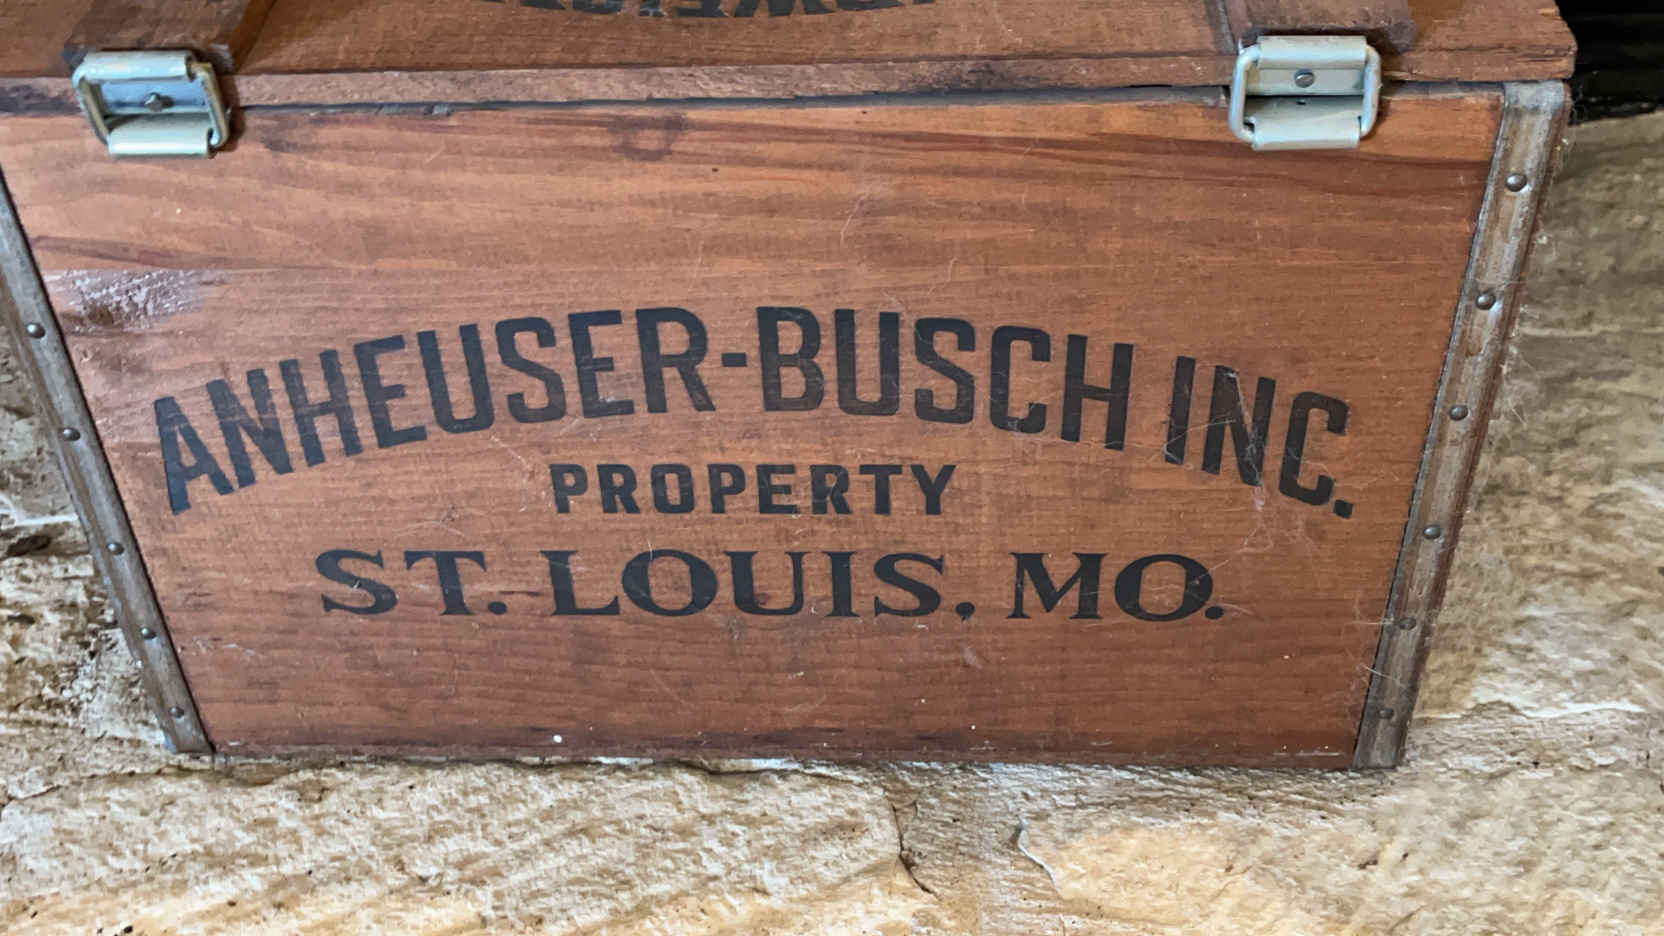 ANHEUSER-BUSCH INC.
PROPERTY
ST. LOUIS, MO.